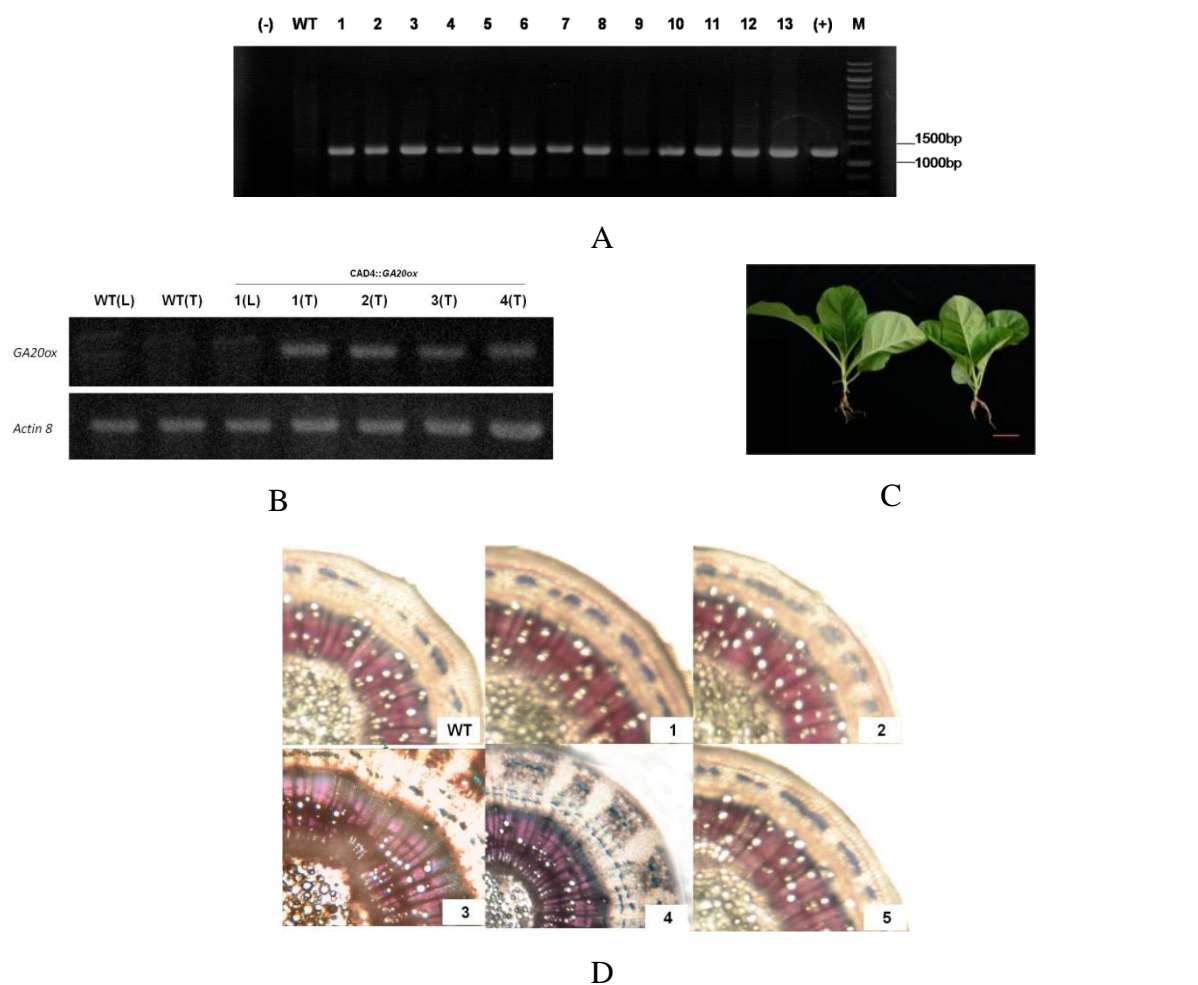 (-) WT 1 2 3 4 5 6 7 8 9 10 11 12 13 (+) M
1500bp
1000bp
A
CAD4::GA20ox
WT(L) WT(T) 1(L) 1(T) 2(T) 3(T) 4(T)
GA20ox
Actin 8
B
C
WT 1 2
3 4 5
D